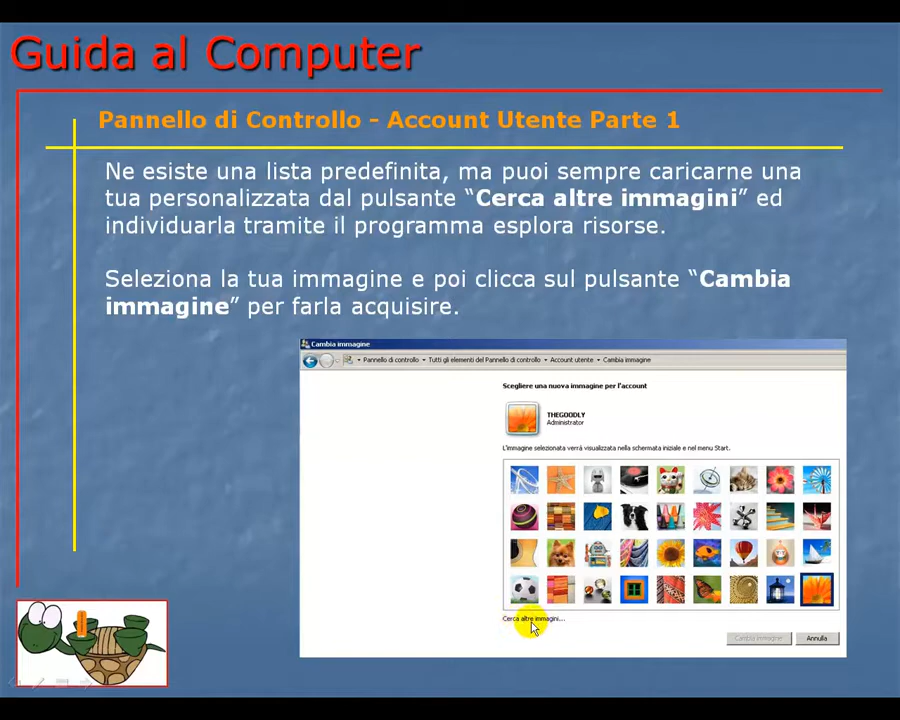 Guida al Computer
Pannello di Controllo - Account Utente Parte 1
Ne esiste una lista predefinita, ma puoi sempre caricarne una
tua personalizzata dal pulsante “Cerca altre immagini” ed
individuarla tramite il programma esplora risorse.
Seleziona la tua immagine e poi clicca sul pulsante “Cambia
immagine” per farla acquisire.
Cambia immagine
Pannello di controllo Tutti gli elementi del Pannello di controllo Account utente Cambia immagine
Scegliere una nuova immagine per l'account
THEGOODLY
Administrator
L'immagine selezionata verrà visualizzata nella schermata iniziale e nel menu Start.
Cerca altre immagini...
Cambia immagine Annulla